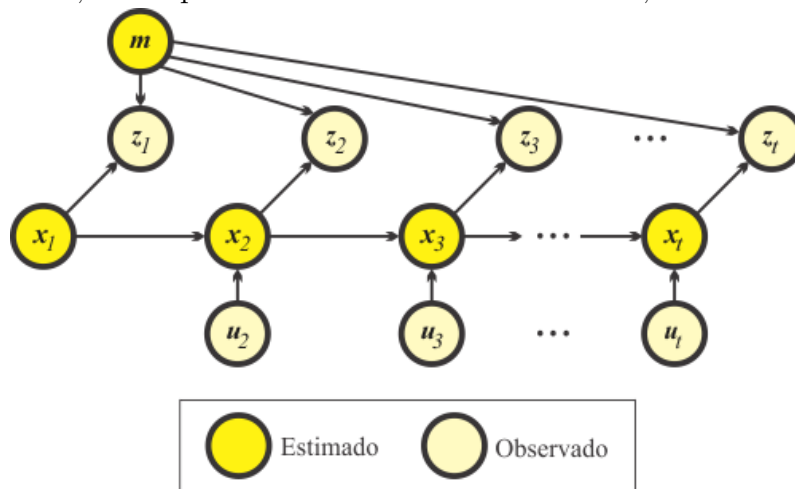 m
z1 z2 z3 ... zt
x1 x2 x3 ... xt
u2 u3 ... ut
Estimado Observado